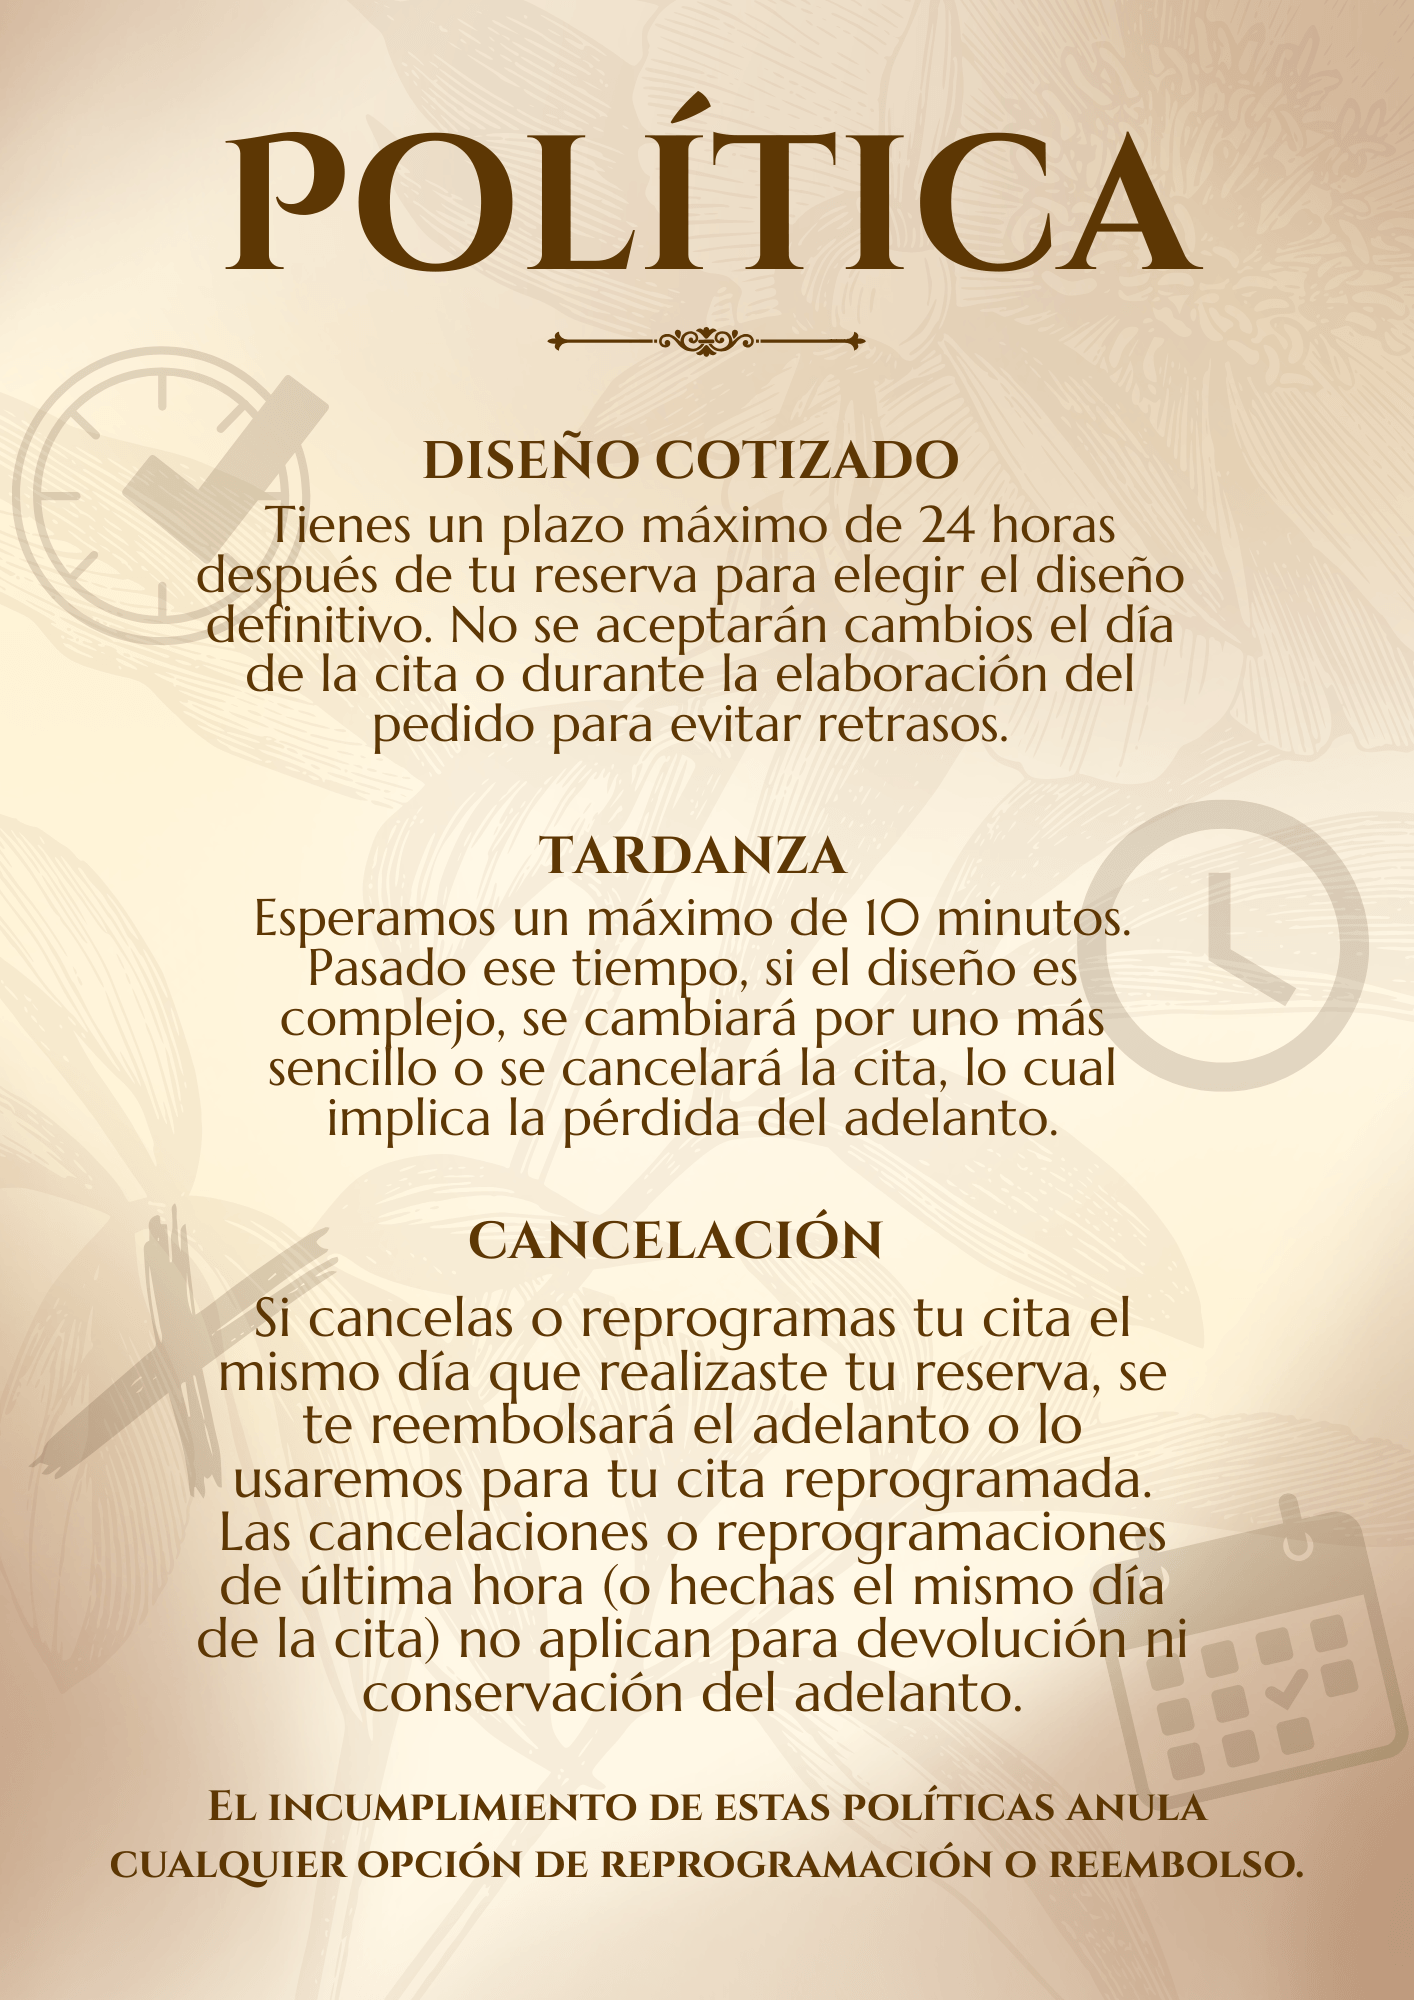 POLÍTICA
DISEÑO COTIZADO
Tienes un plazo máximo de 24 horas
después de tu reserva para elegir el diseño
definitivo. No se aceptarán cambios el día
de la cita o durante la elaboración del
pedido para evitar retrasos.
TARDANZA
Esperamos un máximo de 10 minutos.
Pasado ese tiempo, si el diseño es
complejo, se cambiará por uno más
sencillo o se cancelará la cita, lo cual
implica la pérdida del adelanto.
CANCELACIÓN
Si cancelas o reprogramas tu cita el
mismo día que realizaste tu reserva, se
te reembolsará el adelanto o lo
usaremos para tu cita reprogramada.
Las cancelaciones o reprogramaciones
de última hora (o hechas el mismo día
de la cita) no aplican para devolución ni
conservación del adelanto.
El incumplimiento de estas políticas anula
cualquier opción de reprogramación o reembolso.